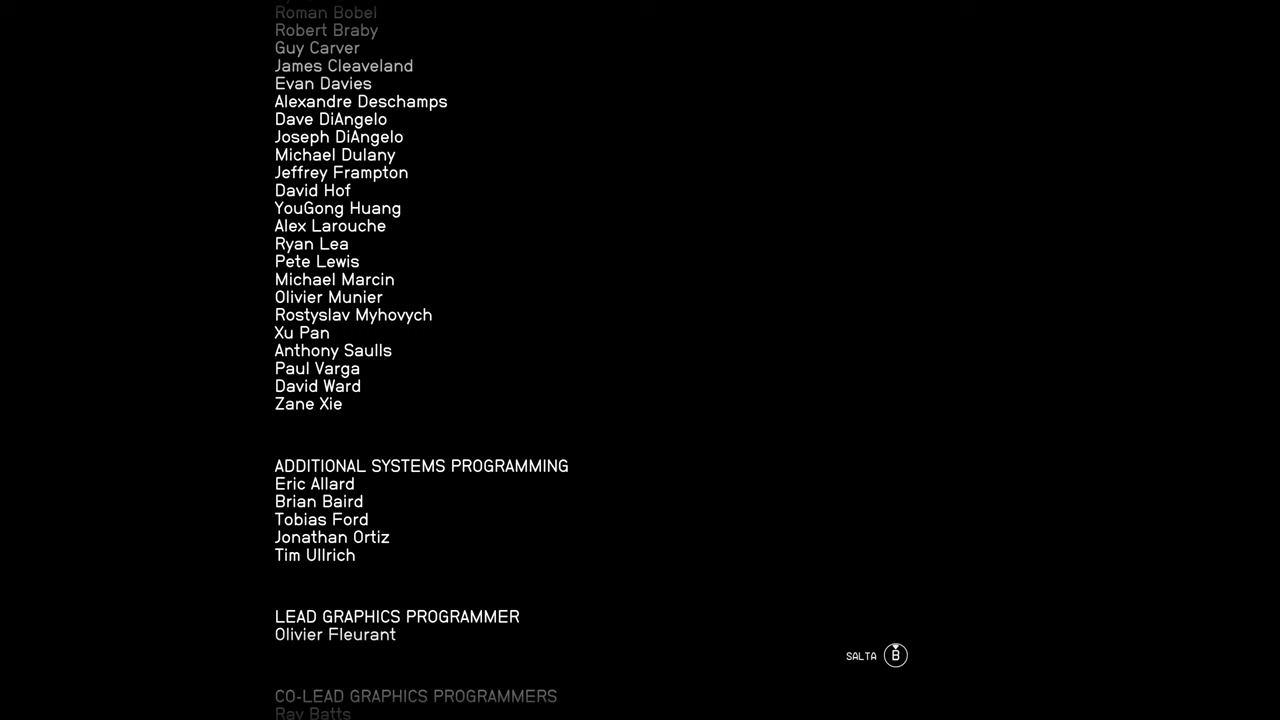 Roman Bobel
Robert Braby
Guy Carver
James Cleaveland
Evan Davies
Alexandre Deschamps
Dave DiAngelo
Joseph DiAngelo
Michael Dulany
Jeffrey Frampton
David Hof
YouGong Huang
Alex Larouche
Ryan Lea
Pete Lewis
Michael Marcin
Olivier Munier
Rostyslav Myhovych
Xu Pan
Anthony Saulls
Paul Varga
David Ward
Zane Xie
ADDITIONAL SYSTEMS PROGRAMMING
Eric Allard
Brian Baird
Tobias Ford
Jonathan Ortiz
Tim Ullrich
LEAD GRAPHICS PROGRAMMER
Olivier Fleurant
SALTA B
CO-LEAD GRAPHICS PROGRAMMERS
Ray Batts